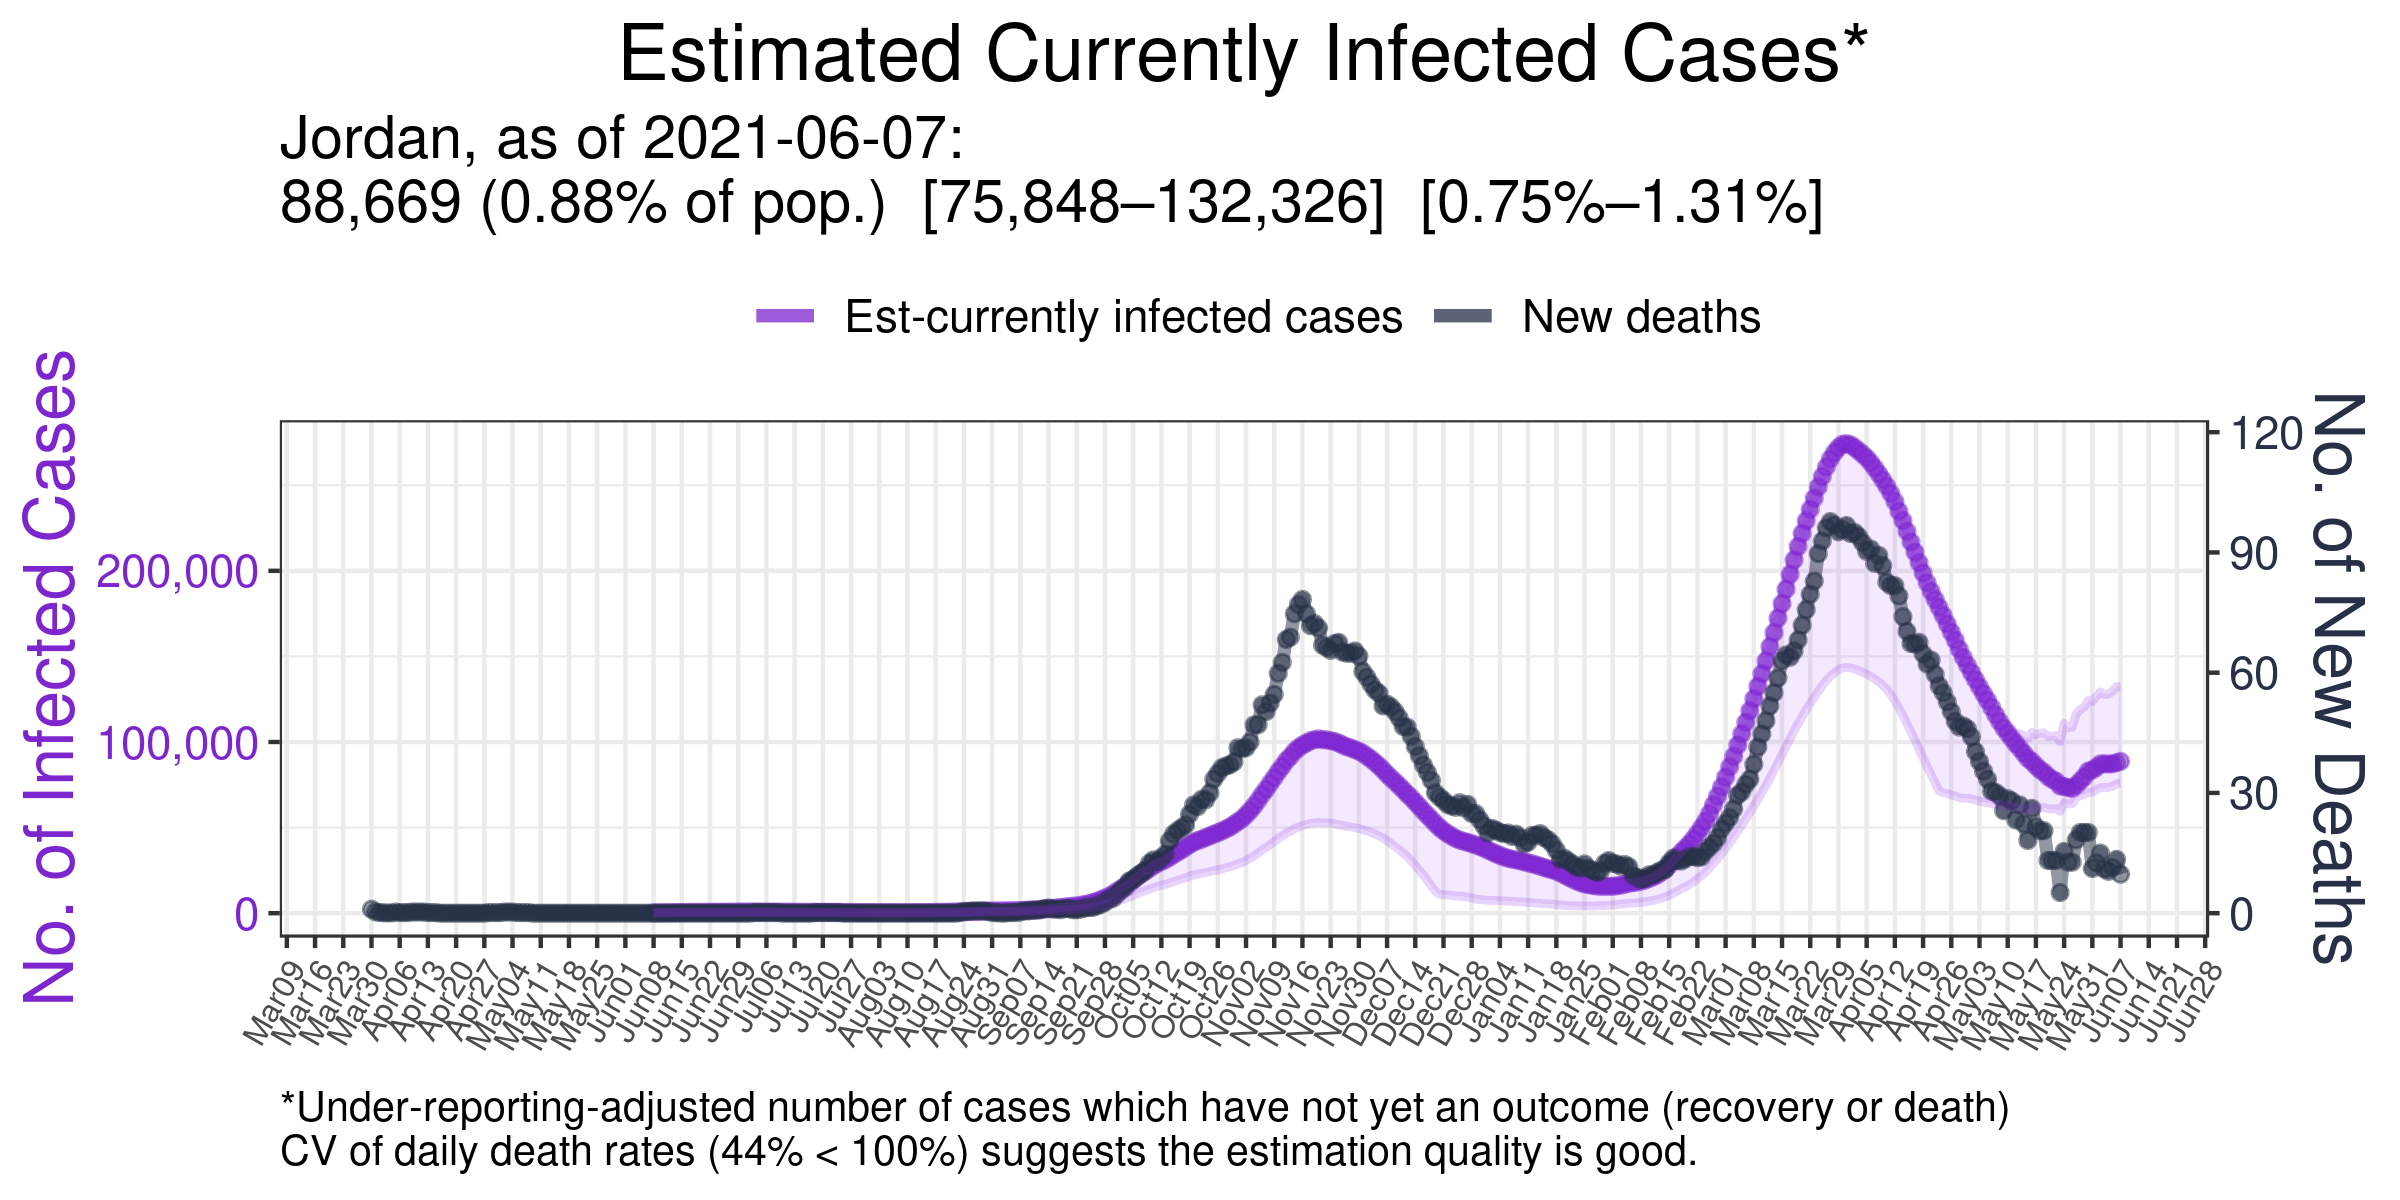 Estimated Currently Infected Cases*
Jordan, as of 2021-06-07:
88,669 (0.88% of pop.)  [75,848–132,326]  [0.75%–1.31%]
Est-currently infected cases
New deaths
No. of Infected Cases
200,000
100,000
0
120
90
60
30
0
No. of New Deaths
Mar09
Mar16
Mar23
Mar30
Apr06
Apr13
Apr20
Apr27
May04
May11
May18
May25
Jun01
Jun08
Jun15
Jun22
Jun29
Jul06
Jul13
Jul20
Jul27
Aug03
Aug10
Aug17
Aug24
Aug31
Sep07
Sep14
Sep21
Sep28
Oct05
Oct12
Oct19
Oct26
Nov02
Nov09
Nov16
Nov23
Nov30
Dec07
Dec14
Dec21
Dec28
Jan04
Jan11
Jan18
Jan25
Feb01
Feb08
Feb15
Feb22
Mar01
Mar08
Mar15
Mar22
Mar29
Apr05
Apr12
Apr19
Apr26
May03
May10
May17
May24
May31
Jun07
Jun14
Jun21
Jun28
*Under-reporting-adjusted number of cases which have not yet an outcome (recovery or death)
CV of daily death rates (44% < 100%) suggests the estimation quality is good.